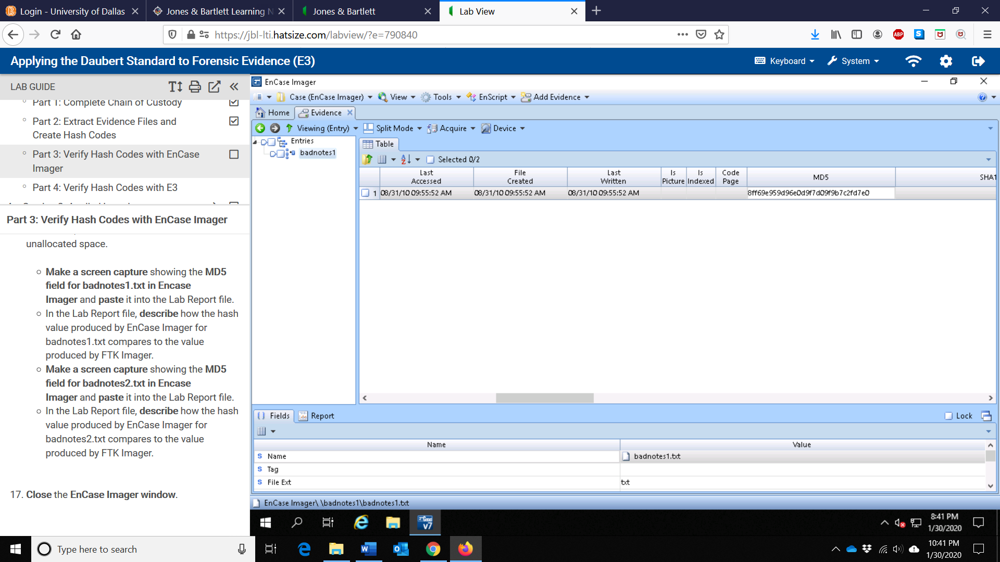 Login - University of Dallas
Jones & Bartlett Learning N
Jones & Bartlett
Lab View
https://jbl-lti.hatsize.com/labview/?e=790840
Applying the Daubert Standard to Forensic Evidence (E3)
Keyboard
System
LAB GUIDE
Part 1: Complete Chain of Custody
Part 2: Extract Evidence Files and
Create Hash Codes
Part 3: Verify Hash Codes with EnCase
Imager
Part 4: Verify Hash Codes with E3
Part 3: Verify Hash Codes with EnCase Imager
unallocated space.
Make a screen capture showing the MD5
field for badnotes1.txt in Encase
Imager and paste it into the Lab Report file.
In the Lab Report file, describe how the hash
value produced by EnCase Imager for
badnotes1.txt compares to the value
produced by FTK Imager.
Make a screen capture showing the MD5
field for badnotes2.txt in Encase
Imager and paste it into the Lab Report file.
In the Lab Report file, describe how the hash
value produced by EnCase Imager for
badnotes2.txt compares to the value
produced by FTK Imager.
17. Close the EnCase Imager window.
EnCase Imager
Case (EnCase Imager) View Tools EnScript Add Evidence
Home Evidence
Viewing (Entry) Split Mode Acquire Device
Entries
badnotes1
Table
Selected 0/2
Last Accessed File Created Last Written Is Picture Is Indexed Code Page MD5 SHA1
1 08/31/10 09:55:52 AM 08/31/10 09:55:52 AM 08/31/10 09:55:52 AM 8ff69e959d96e0d9f7d09f9b7c2fd7e0
Fields Report Lock
Name Value
S Name badnotes1.txt
S Tag
S File Ext txt
EnCase Imager\ \badnotes1\badnotes1.txt
v7
8:41 PM
1/30/2020
Type here to search
10:41 PM
1/30/2020